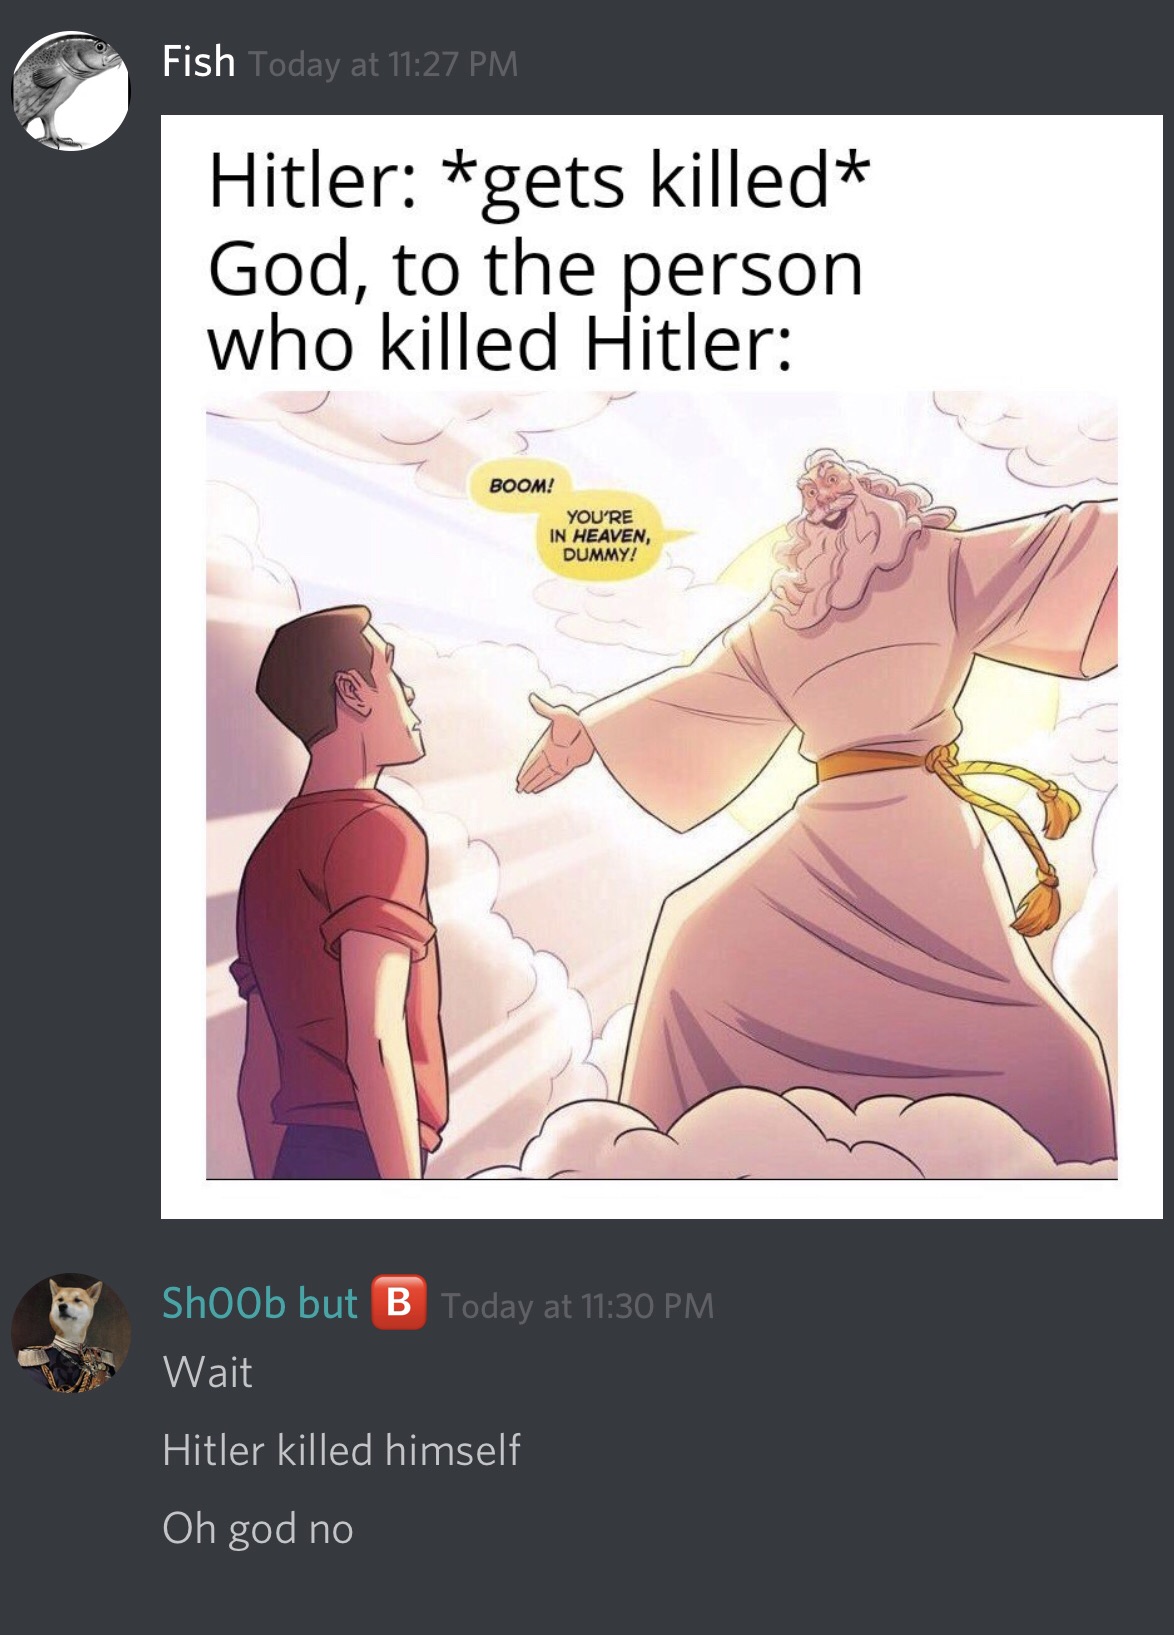 Fish Today at 11:27 PM
Hitler: *gets killed*
God, to the person
who killed Hitler:
BOOM!
YOU'RE
IN HEAVEN,
DUMMY!
Sh00b but B Today at 11:30 PM
Wait
Hitler killed himself
Oh god no